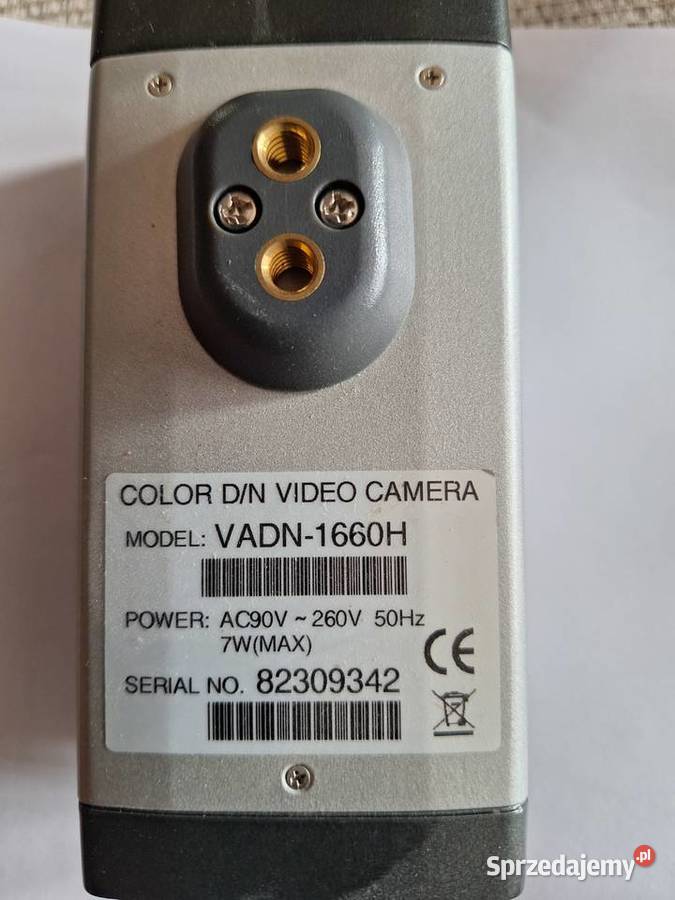 COLOR D/N VIDEO CAMERA
MODEL: VADN-1660H
POWER: AC90V ~ 260V 50Hz
7W(MAX)
CE
SERIAL NO. 82309342
Sprzedajemy.pl